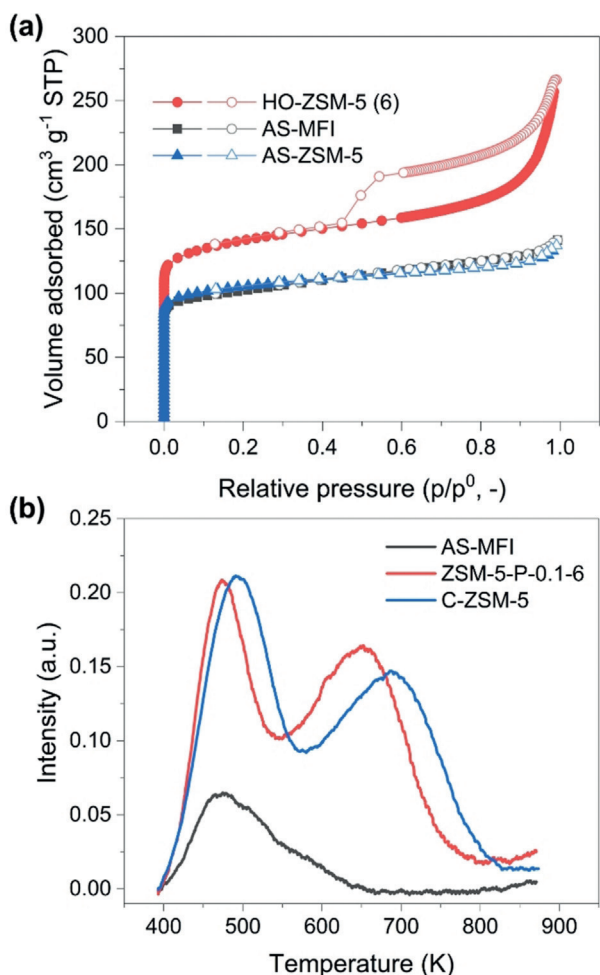 (a)
300
250
200
150
100
50
0
Volume adsorbed (cm³ g⁻¹ STP)
HO-ZSM-5 (6)
AS-MFI
AS-ZSM-5
0.0 0.2 0.4 0.6 0.8 1.0
Relative pressure (p/p⁰, -)
(b)
0.25
0.20
0.15
0.10
0.05
0.00
Intensity (a.u.)
AS-MFI
ZSM-5-P-0.1-6
C-ZSM-5
400 500 600 700 800 900
Temperature (K)